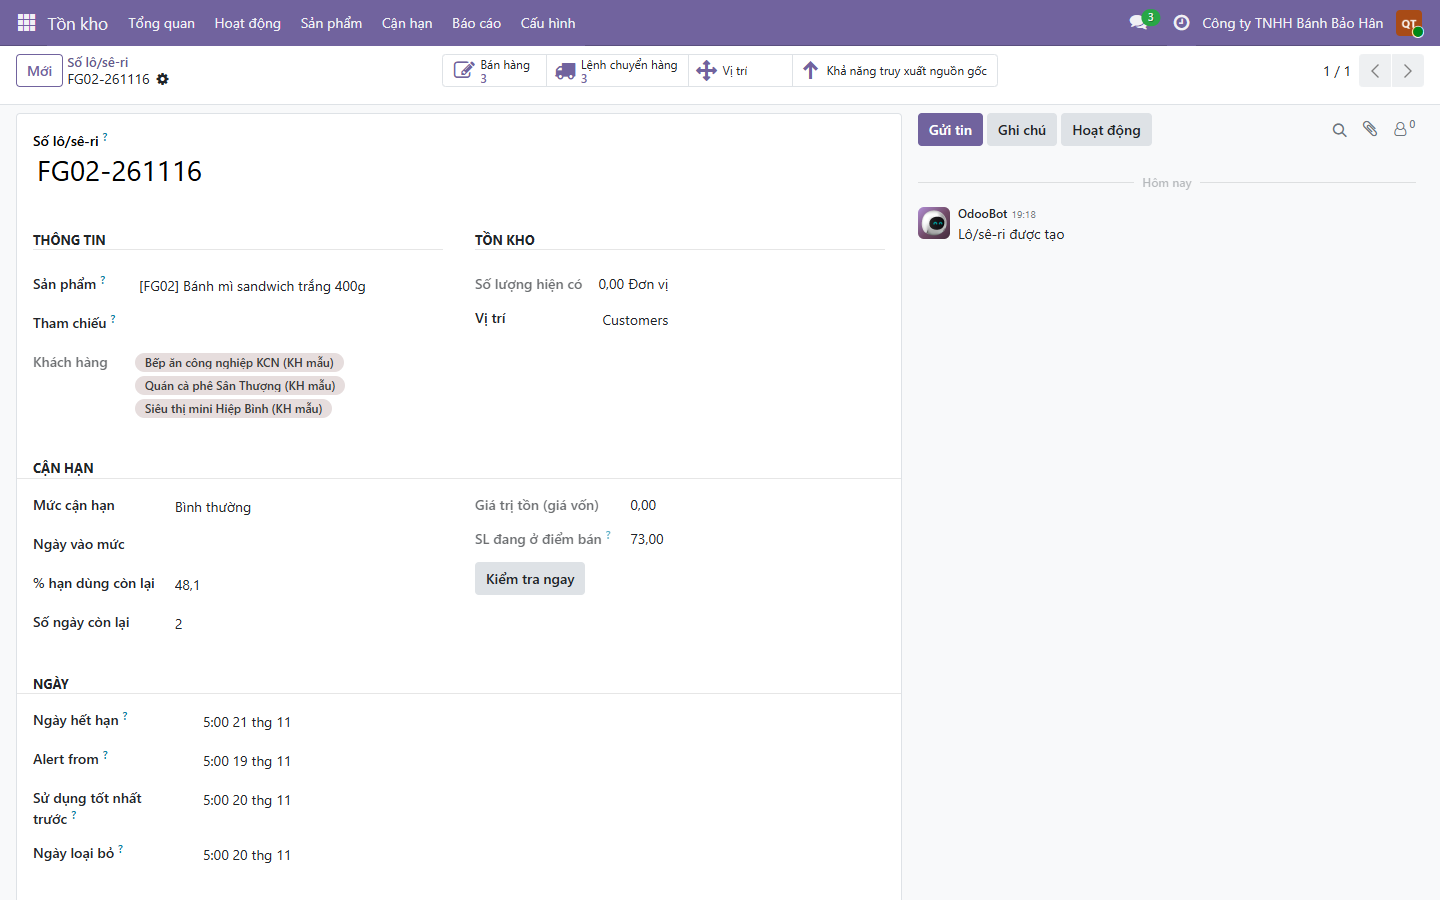 Tồn kho
Tổng quan
Hoạt động
Sản phẩm
Cận hạn
Báo cáo
Cấu hình
3
Công ty TNHH Bánh Bảo Hân
QT
Mới
Số lô/sê-ri
FG02-261116
Bán hàng
3
Lệnh chuyển hàng
3
Vị trí
Khả năng truy xuất nguồn gốc
1 / 1
Số lô/sê-ri ?
FG02-261116
THÔNG TIN
Sản phẩm ?
[FG02] Bánh mì sandwich trắng 400g
Tham chiếu ?
Khách hàng
Bếp ăn công nghiệp KCN (KH mẫu)
Quán cà phê Sân Thượng (KH mẫu)
Siêu thị mini Hiệp Bình (KH mẫu)
TỒN KHO
Số lượng hiện có
0,00 Đơn vị
Vị trí
Customers
CẬN HẠN
Mức cận hạn
Bình thường
Ngày vào mức
% hạn dùng còn lại
48,1
Số ngày còn lại
2
Giá trị tồn (giá vốn)
0,00
SL đang ở điểm bán ?
73,00
Kiểm tra ngay
NGÀY
Ngày hết hạn ?
5:00 21 thg 11
Alert from ?
5:00 19 thg 11
Sử dụng tốt nhất
trước ?
5:00 20 thg 11
Ngày loại bỏ ?
5:00 20 thg 11
Gửi tin
Ghi chú
Hoạt động
0
Hôm nay
OdooBot 19:18
Lô/sê-ri được tạo